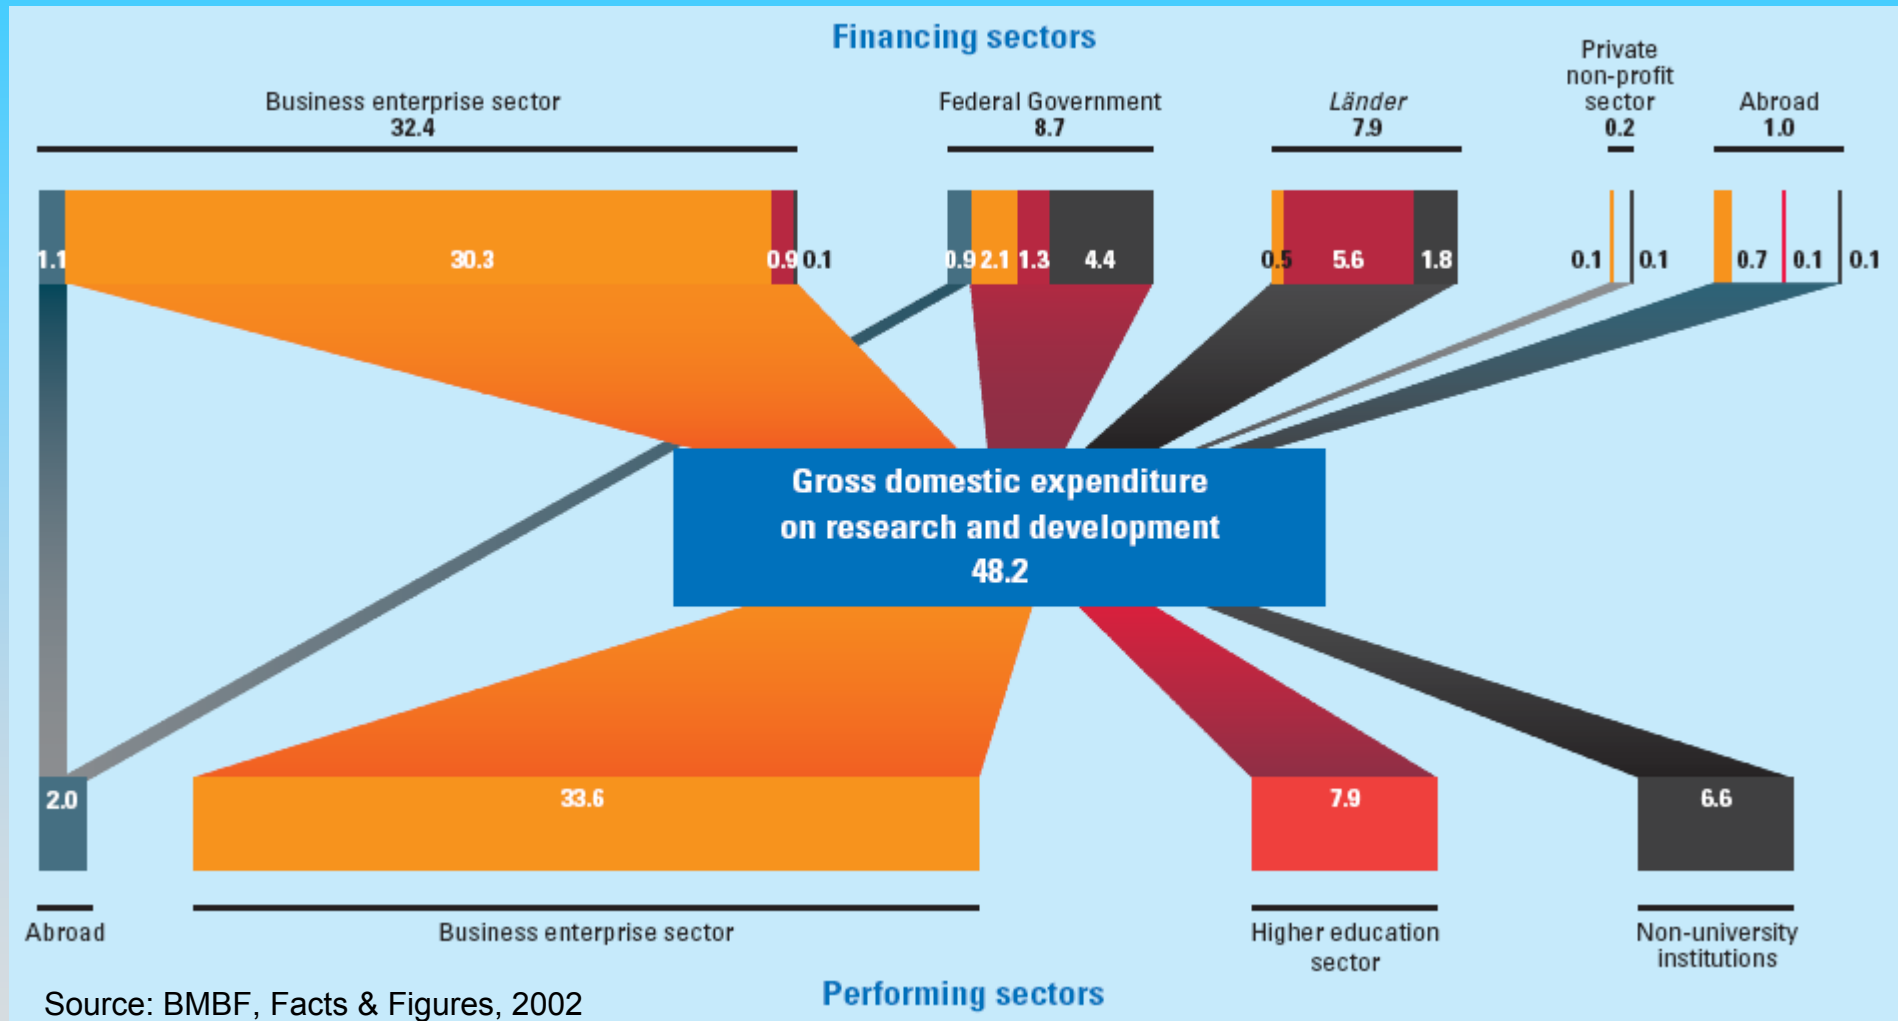 Financing sectors
Business enterprise sector
32.4
Federal Government
8.7
Länder
7.9
Private
non-profit
sector
0.2
Abroad
1.0
1.1 30.3 0.9 0.1 0.9 2.1 1.3 4.4 0.5 5.6 1.8 0.1 0.1 0.7 0.1 0.1
Gross domestic expenditure
on research and development
48.2
2.0 33.6 7.9 6.6
Abroad
Business enterprise sector
Higher education
sector
Non-university
institutions
Performing sectors
Source: BMBF, Facts & Figures, 2002